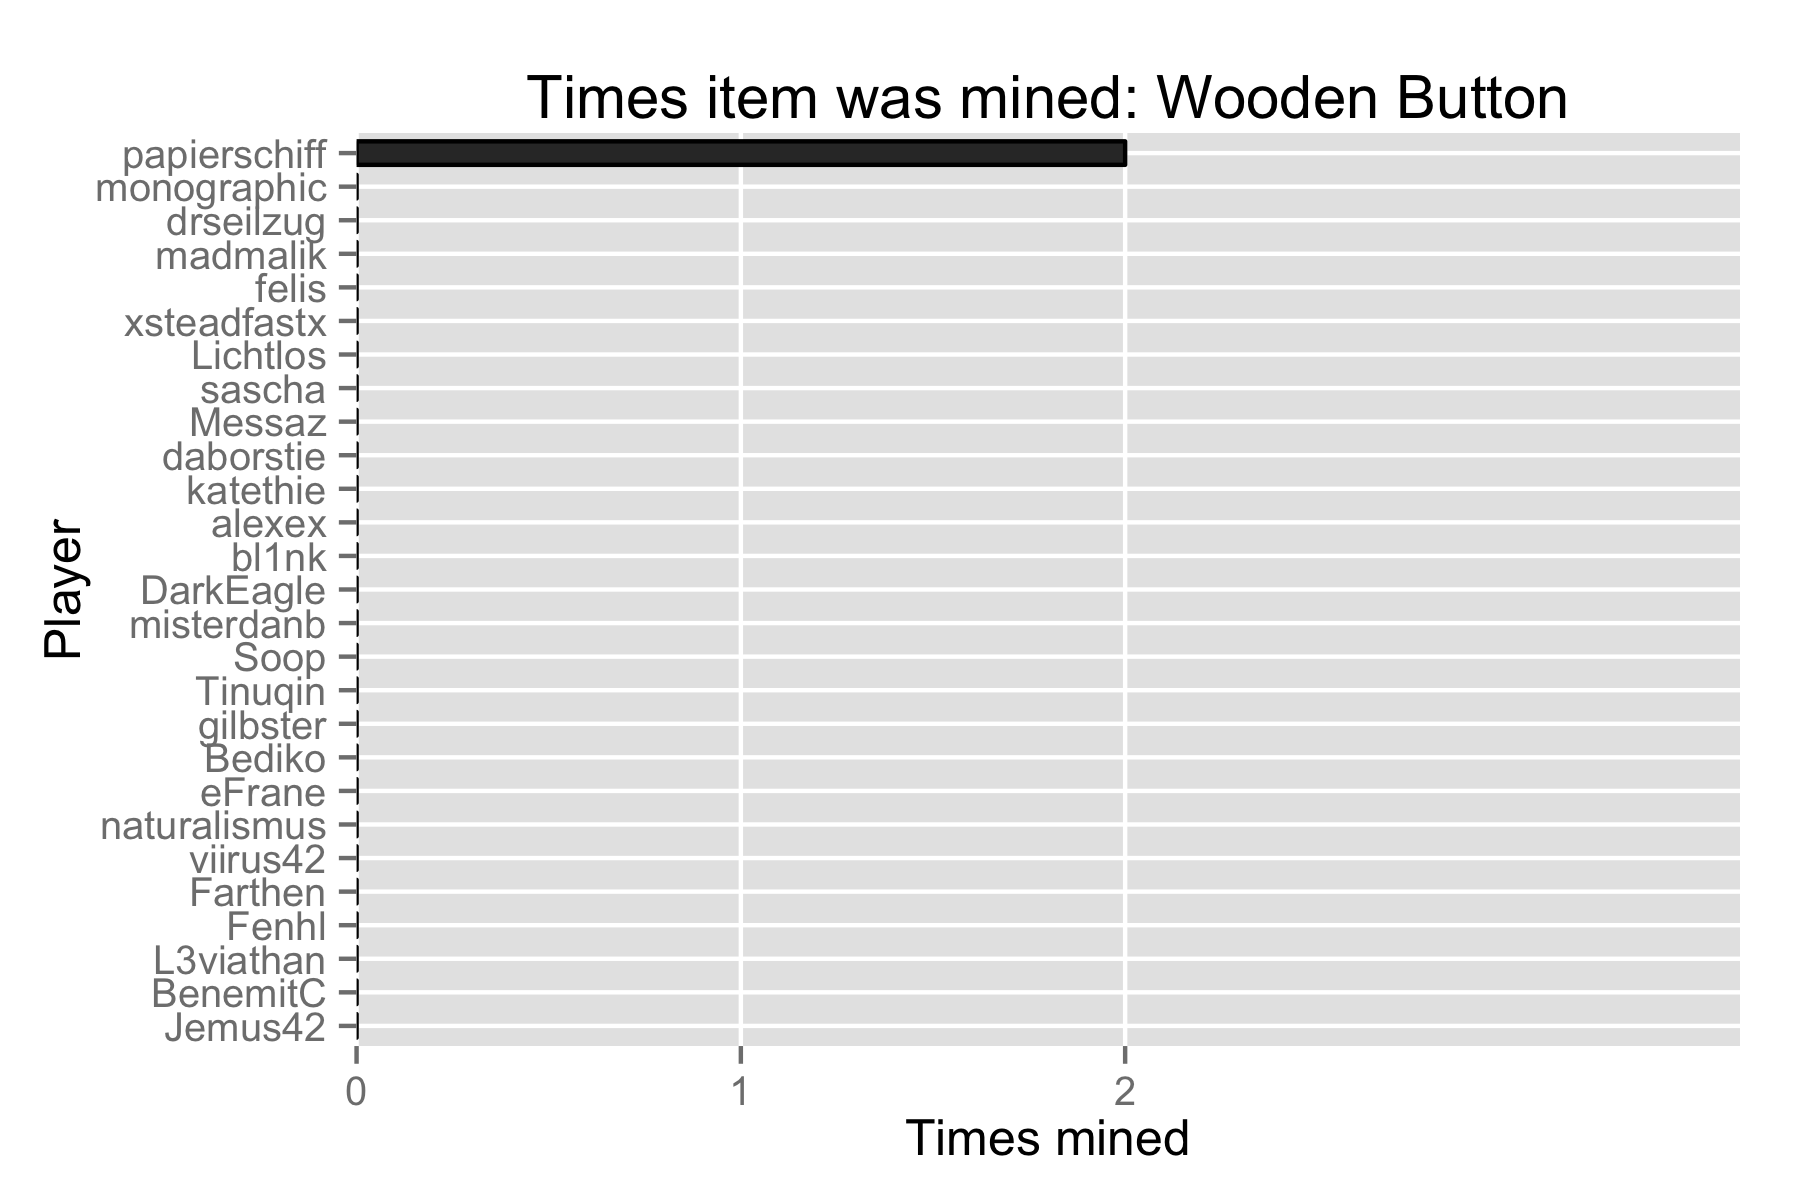 Times item was mined: Wooden Button
papierschiff
monographic
drseilzug
madmalik
felis
xsteadfastx
Lichtlos
sascha
Messaz
daborstie
katethie
alexex
bl1nk
DarkEagle
misterdanb
Soop
Tinuqin
gilbster
Bediko
eFrane
naturalismus
viirus42
Farthen
Fenhl
L3viathan
BenemitC
Jemus42
Player
0 1 2
Times mined